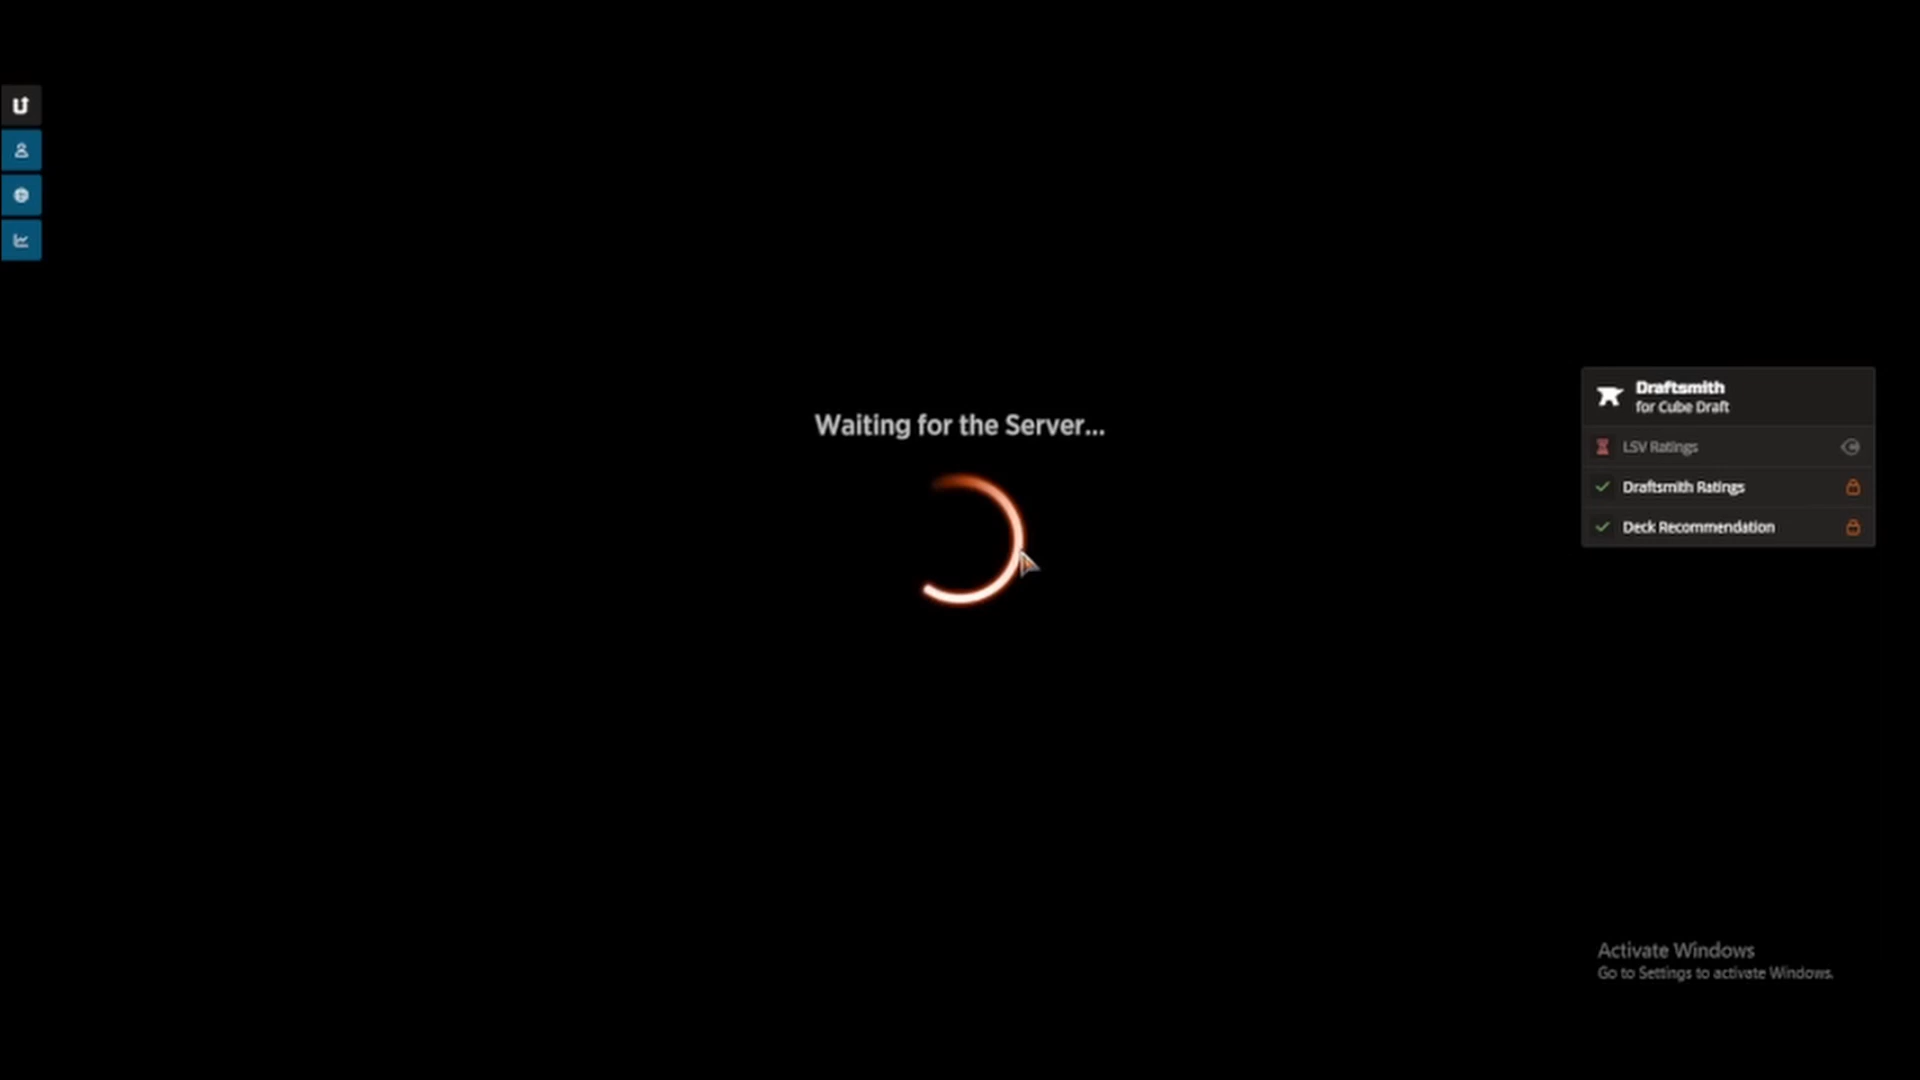 Waiting for the Server...
Draftsmith
for Cube Draft
LSV Ratings
Draftsmith Ratings
Deck Recommendation
Activate Windows
Go to Settings to activate Windows.